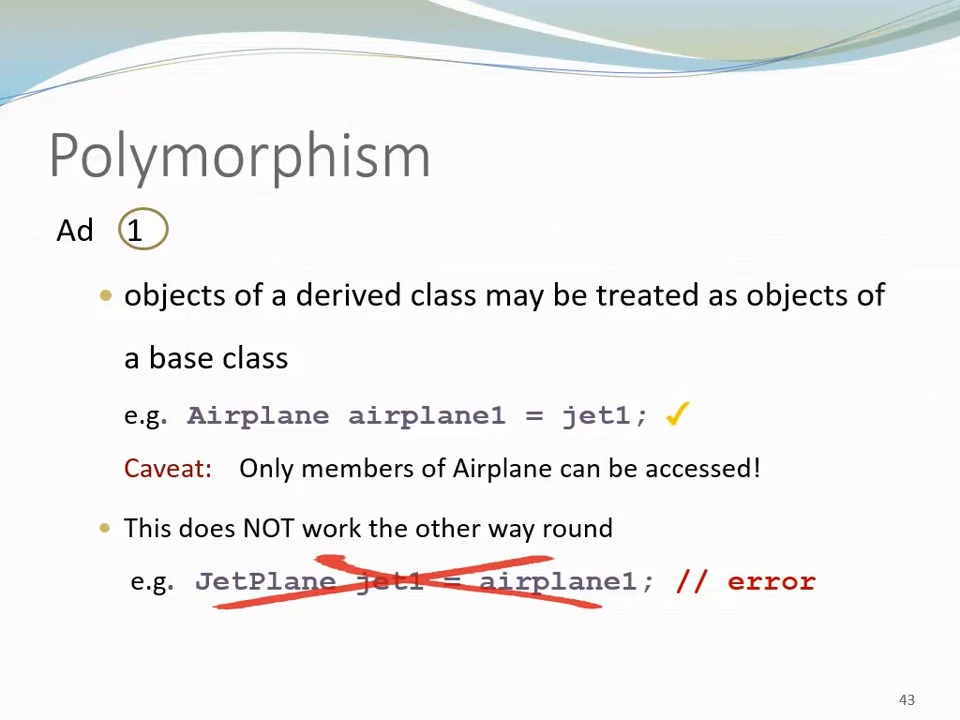 Polymorphism
Ad 1
objects of a derived class may be treated as objects of
a base class
e.g. Airplane airplane1 = jet1; ✓
Caveat: Only members of Airplane can be accessed!
This does NOT work the other way round
e.g. JetPlane jet1 = airplane1; // error
43